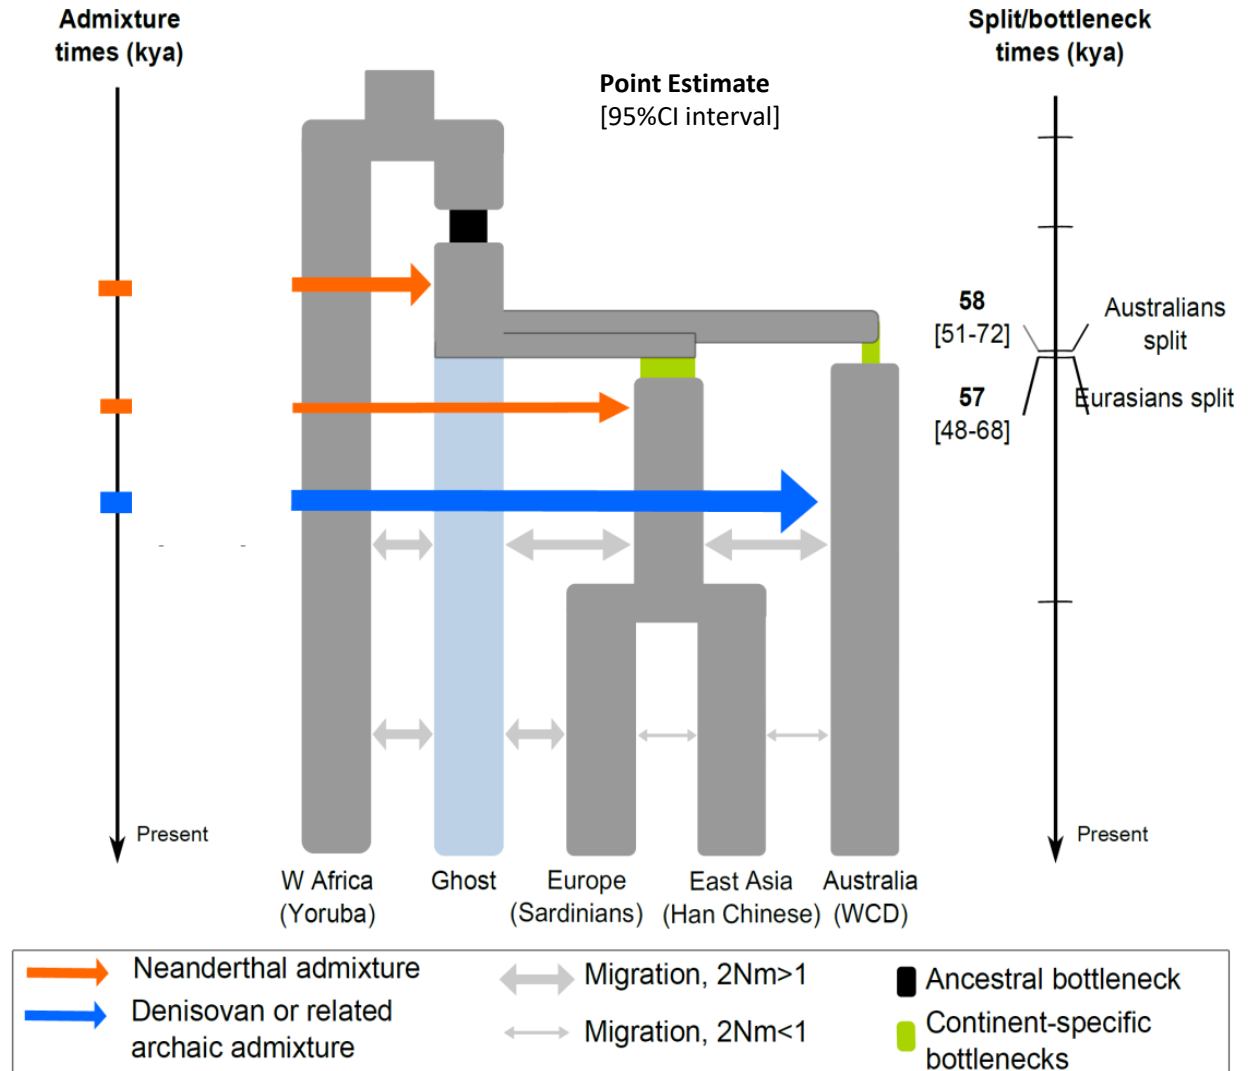 Admixture
times (kya)
Split/bottleneck
times (kya)
Point Estimate
[95%CI interval]
58
[51-72]
Australians
split
57
[48-68]
Eurasians split
Present
Present
W Africa
(Yoruba)
Ghost
Europe
(Sardinians)
East Asia
(Han Chinese)
Australia
(WCD)
Neanderthal admixture
Denisovan or related
archaic admixture
Migration, 2Nm>1
Migration, 2Nm<1
Ancestral bottleneck
Continent-specific
bottlenecks